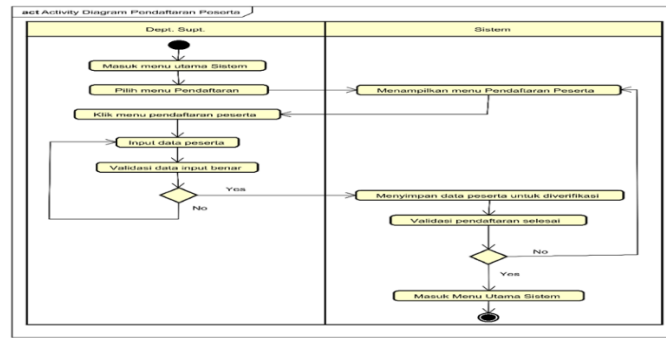 act Activity Diagram Pendaftaran Peserta
Dept. Supt.
Sistem
Masuk menu utama Sistem
Pilih menu Pendaftaran
Menampilkan menu Pendaftaran Peserta
Klik menu pendaftaran peserta
Input data peserta
Validasi data input benar
Yes
No
Menyimpan data peserta untuk diverifikasi
Validasi pendaftaran selesai
No
Yes
Masuk Menu Utama Sistem